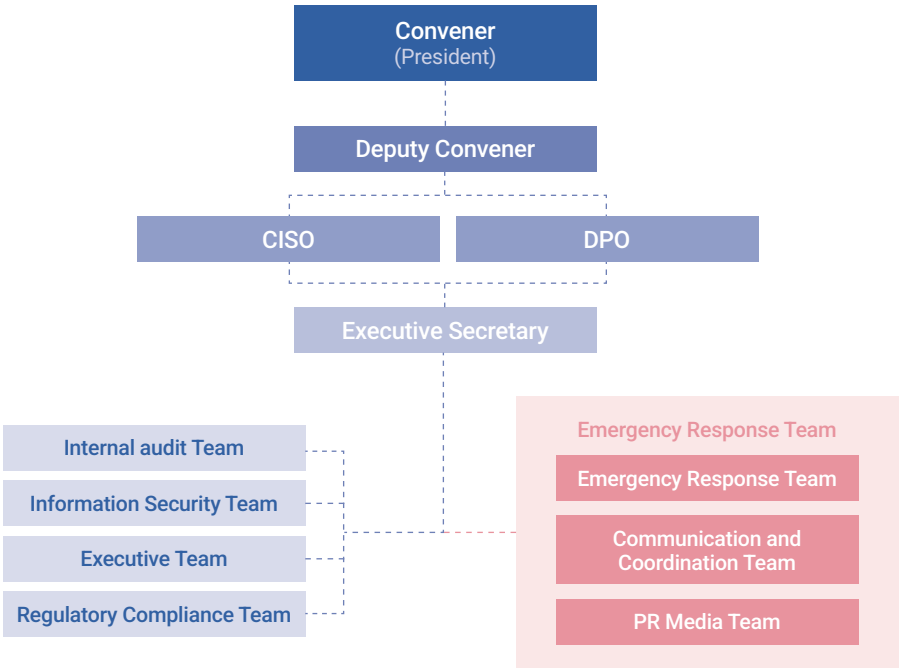 Convener
(President)
Deputy Convener
CISO
DPO
Executive Secretary
Internal audit Team
Information Security Team
Executive Team
Regulatory Compliance Team
Emergency Response Team
Emergency Response Team
Communication and
Coordination Team
PR Media Team